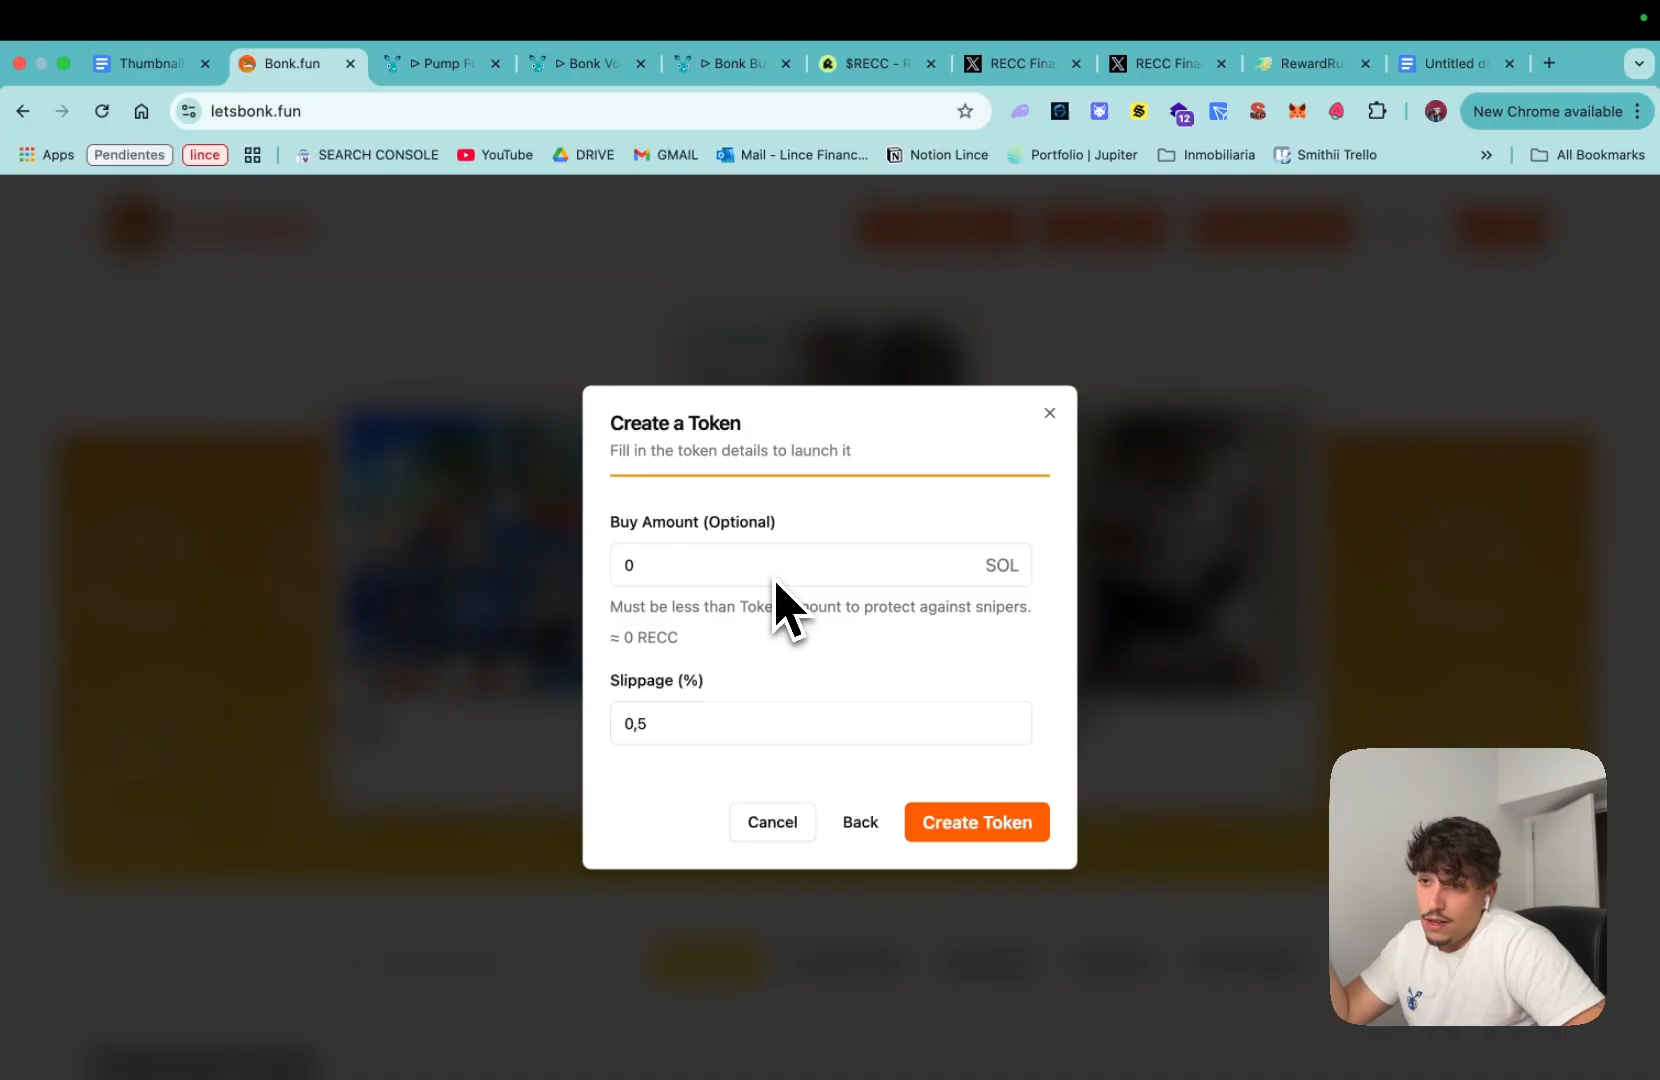 Thumbnail
Bonk.fun
ᐅ Pump F
ᐅ Bonk Vo
ᐅ Bonk Bu
$RECC - R
RECC Fina
RECC Fina
RewardRu
Untitled d
letsbonk.fun
12
New Chrome available
Apps
Pendientes
lince
SEARCH CONSOLE
YouTube
DRIVE
GMAIL
Mail - Lince Financ...
Notion Lince
Portfolio | Jupiter
Inmobiliaria
Smithii Trello
»
All Bookmarks
Create a Token
Fill in the token details to launch it
Buy Amount (Optional)
0 SOL
Must be less than Token Amount to protect against snipers.
≈ 0 RECC
Slippage (%)
0,5
Cancel
Back
Create Token